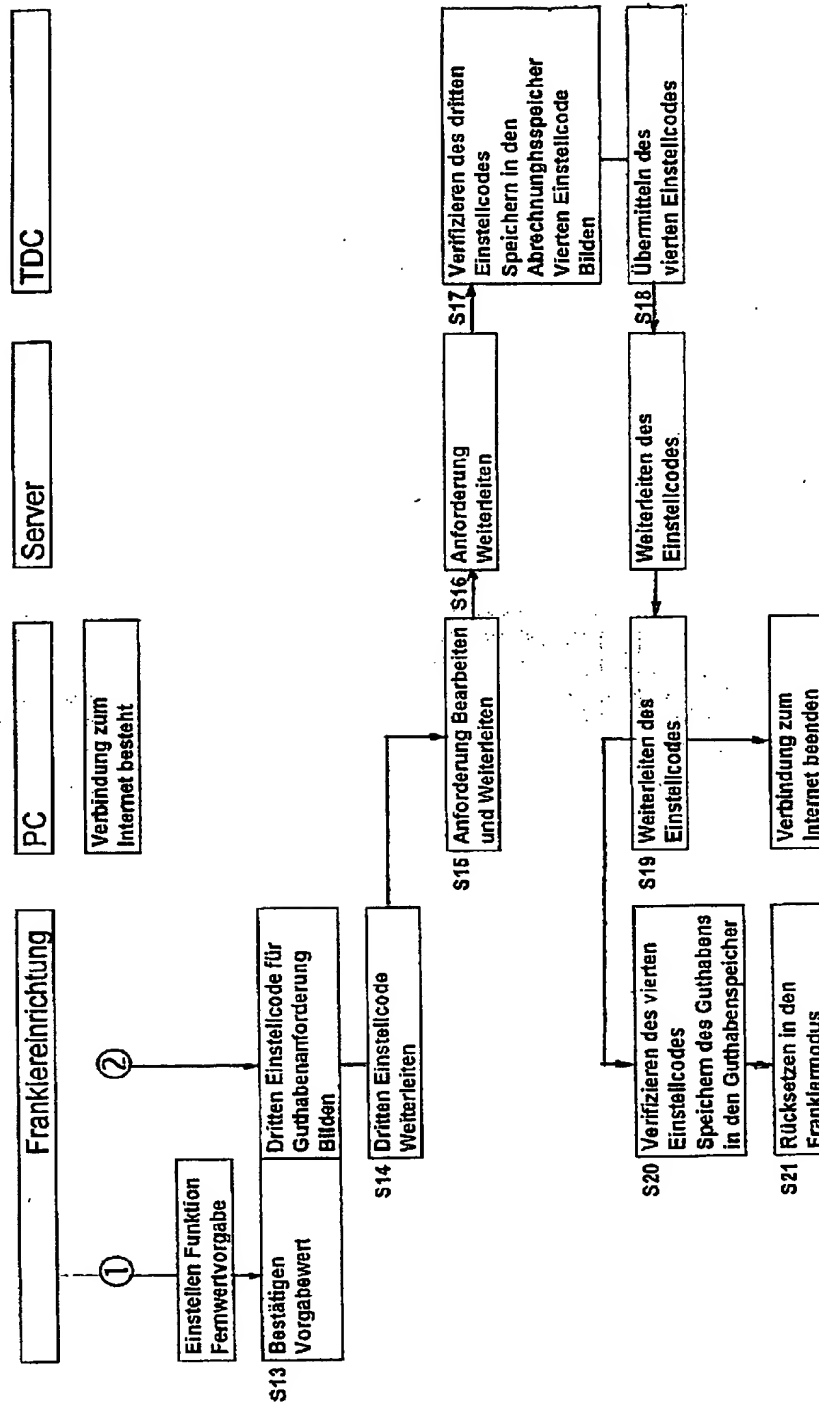 Frankiereinrichtung
PC
Server
TDC
Verbindung zum
Internet besteht
1
2
Einstellen Funktion
Fernwertvorgabe
S13
Bestätigen
Vorgabewert
Dritten Einstellcode für
Guthabenanforderung
Bilden
S14
Dritten Einstellcode
Weiterleiten
S15
Anforderung Bearbeiten
und Weiterleiten
S16
Anforderung
Weiterleiten
S17
Verifizieren des dritten
Einstellcodes
Speichern in den
Abrechnunghsspeicher
Vierten Einstellcode
Bilden
S18
Übermitteln des
vierten Einstellcodes
Weiterleiten des
Einstellcodes.
S19
Weiterleiten des
Einstellcodes.
S20
Verifizieren des vierten
Einstellcodes
Speichern des Guthabens
in den Guthabenspeicher
Verbindung zum
Internet beenden
S21
Rücksetzen in den
Frankiermodus